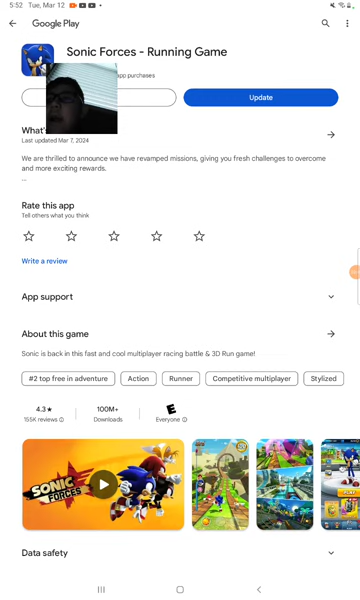 5:52 Tue, Mar 12
Google Play
Sonic Forces - Running Game
app purchases
Update
What'
Last updated Mar 7, 2024
We are thrilled to announce we have revamped missions, giving you fresh challenges to overcome
and more exciting rewards.
...
Rate this app
Tell others what you think
Write a review
App support
About this game
Sonic is back in this fast and cool multiplayer racing battle & 3D Run game!
#2 top free in adventure
Action
Runner
Competitive multiplayer
Stylized
4.3★
100M+
E
155K reviews
Downloads
Everyone
SONIC
FORCES
Data safety